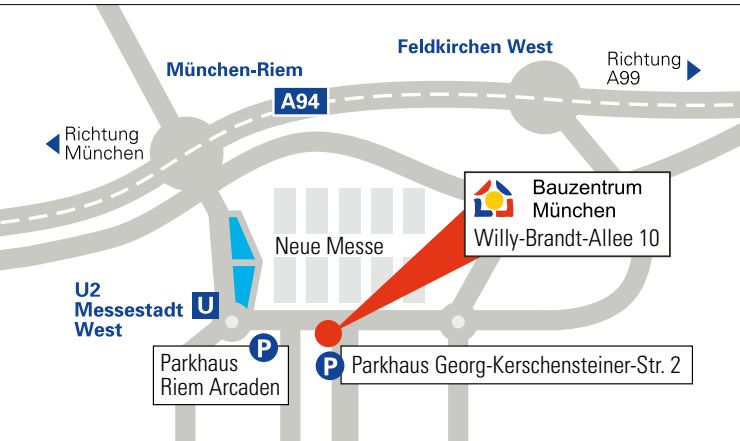 Feldkirchen West
Richtung
A99
München-Riem
A94
Richtung
München
Bauzentrum
München
Willy-Brandt-Allee 10
Neue Messe
U2
Messestadt
West
U
P
Parkhaus
Riem Arcaden
P
Parkhaus Georg-Kerschensteiner-Str. 2